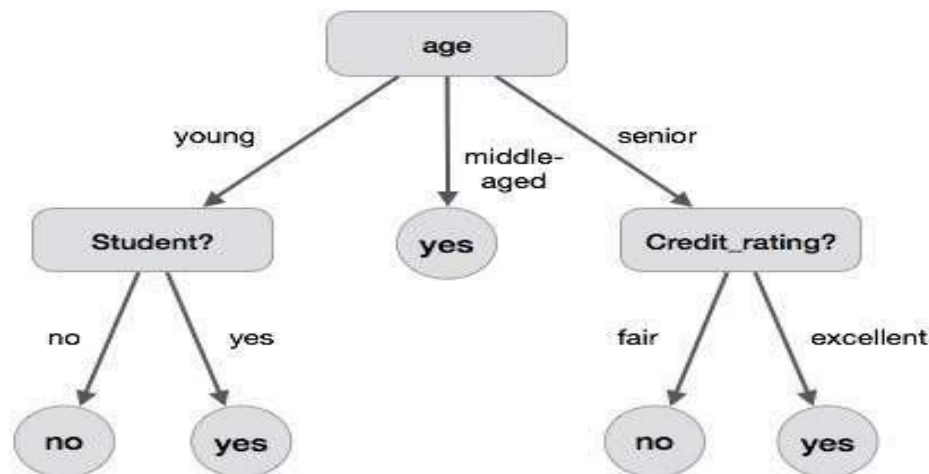 age
young
middle-
aged
senior
Student?
yes
Credit_rating?
no
yes
fair
excellent
no
yes
no
yes